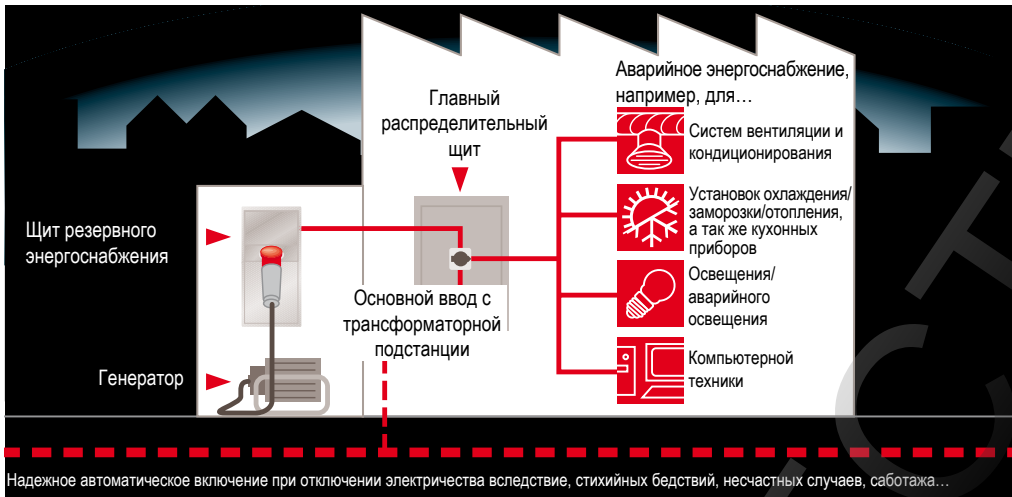 Аварийное энергоснабжение,
например, для…
Главный
распределительный
щит
Систем вентиляции и
кондиционирования
Установок охлаждения/
заморозки/отопления,
а так же кухонных
приборов
Щит резервного
энергоснабжения
Освещения/
аварийного
освещения
Основной ввод с
трансформаторной
подстанции
Компьютерной
техники
Генератор
Надежное автоматическое включение при отключении электричества вследствие, стихийных бедствий, несчастных случаев, саботажа…